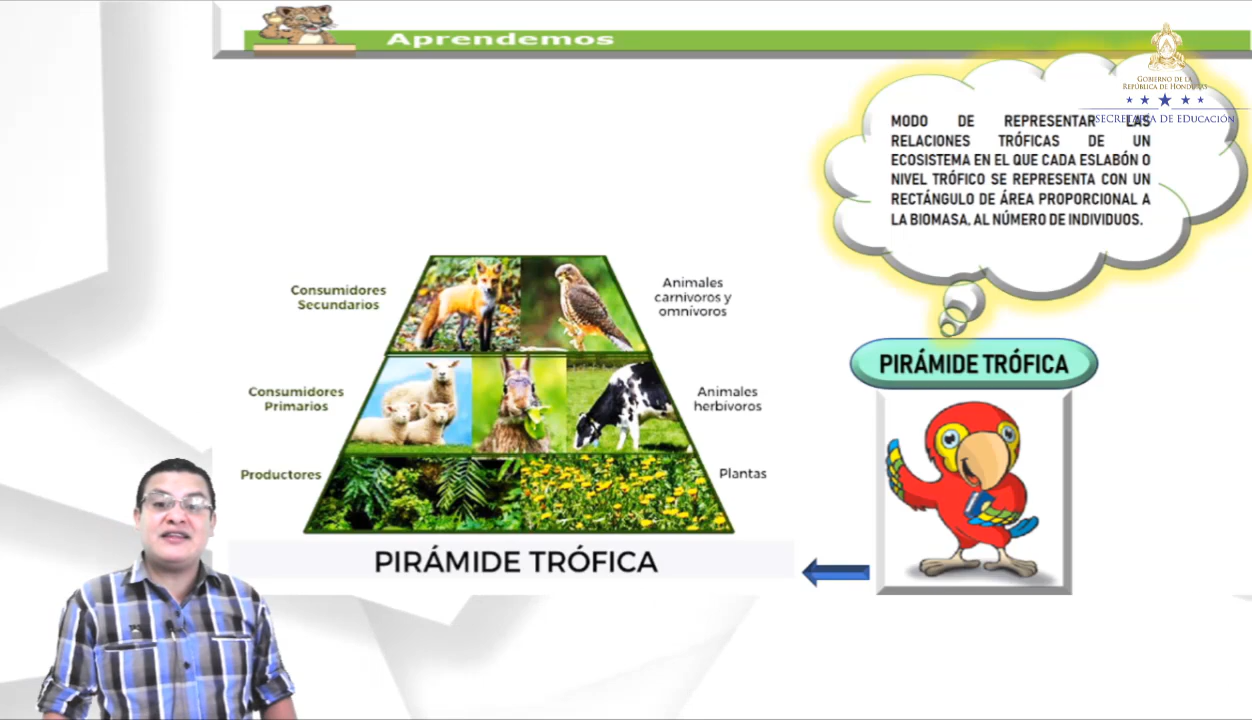 Aprendemos
GOBIERNO DE LA
REPÚBLICA DE HONDURAS
SECRETARÍA DE EDUCACIÓN
MODO DE REPRESENTAR LAS
RELACIONES TRÓFICAS DE UN
ECOSISTEMA EN EL QUE CADA ESLABÓN O
NIVEL TRÓFICO SE REPRESENTA CON UN
RECTÁNGULO DE ÁREA PROPORCIONAL A
LA BIOMASA, AL NÚMERO DE INDIVIDUOS.
Consumidores
Secundarios
Animales
carnívoros y
omnívoros
PIRÁMIDE TRÓFICA
Consumidores
Primarios
Animales
herbívoros
Productores
Plantas
PIRÁMIDE TRÓFICA